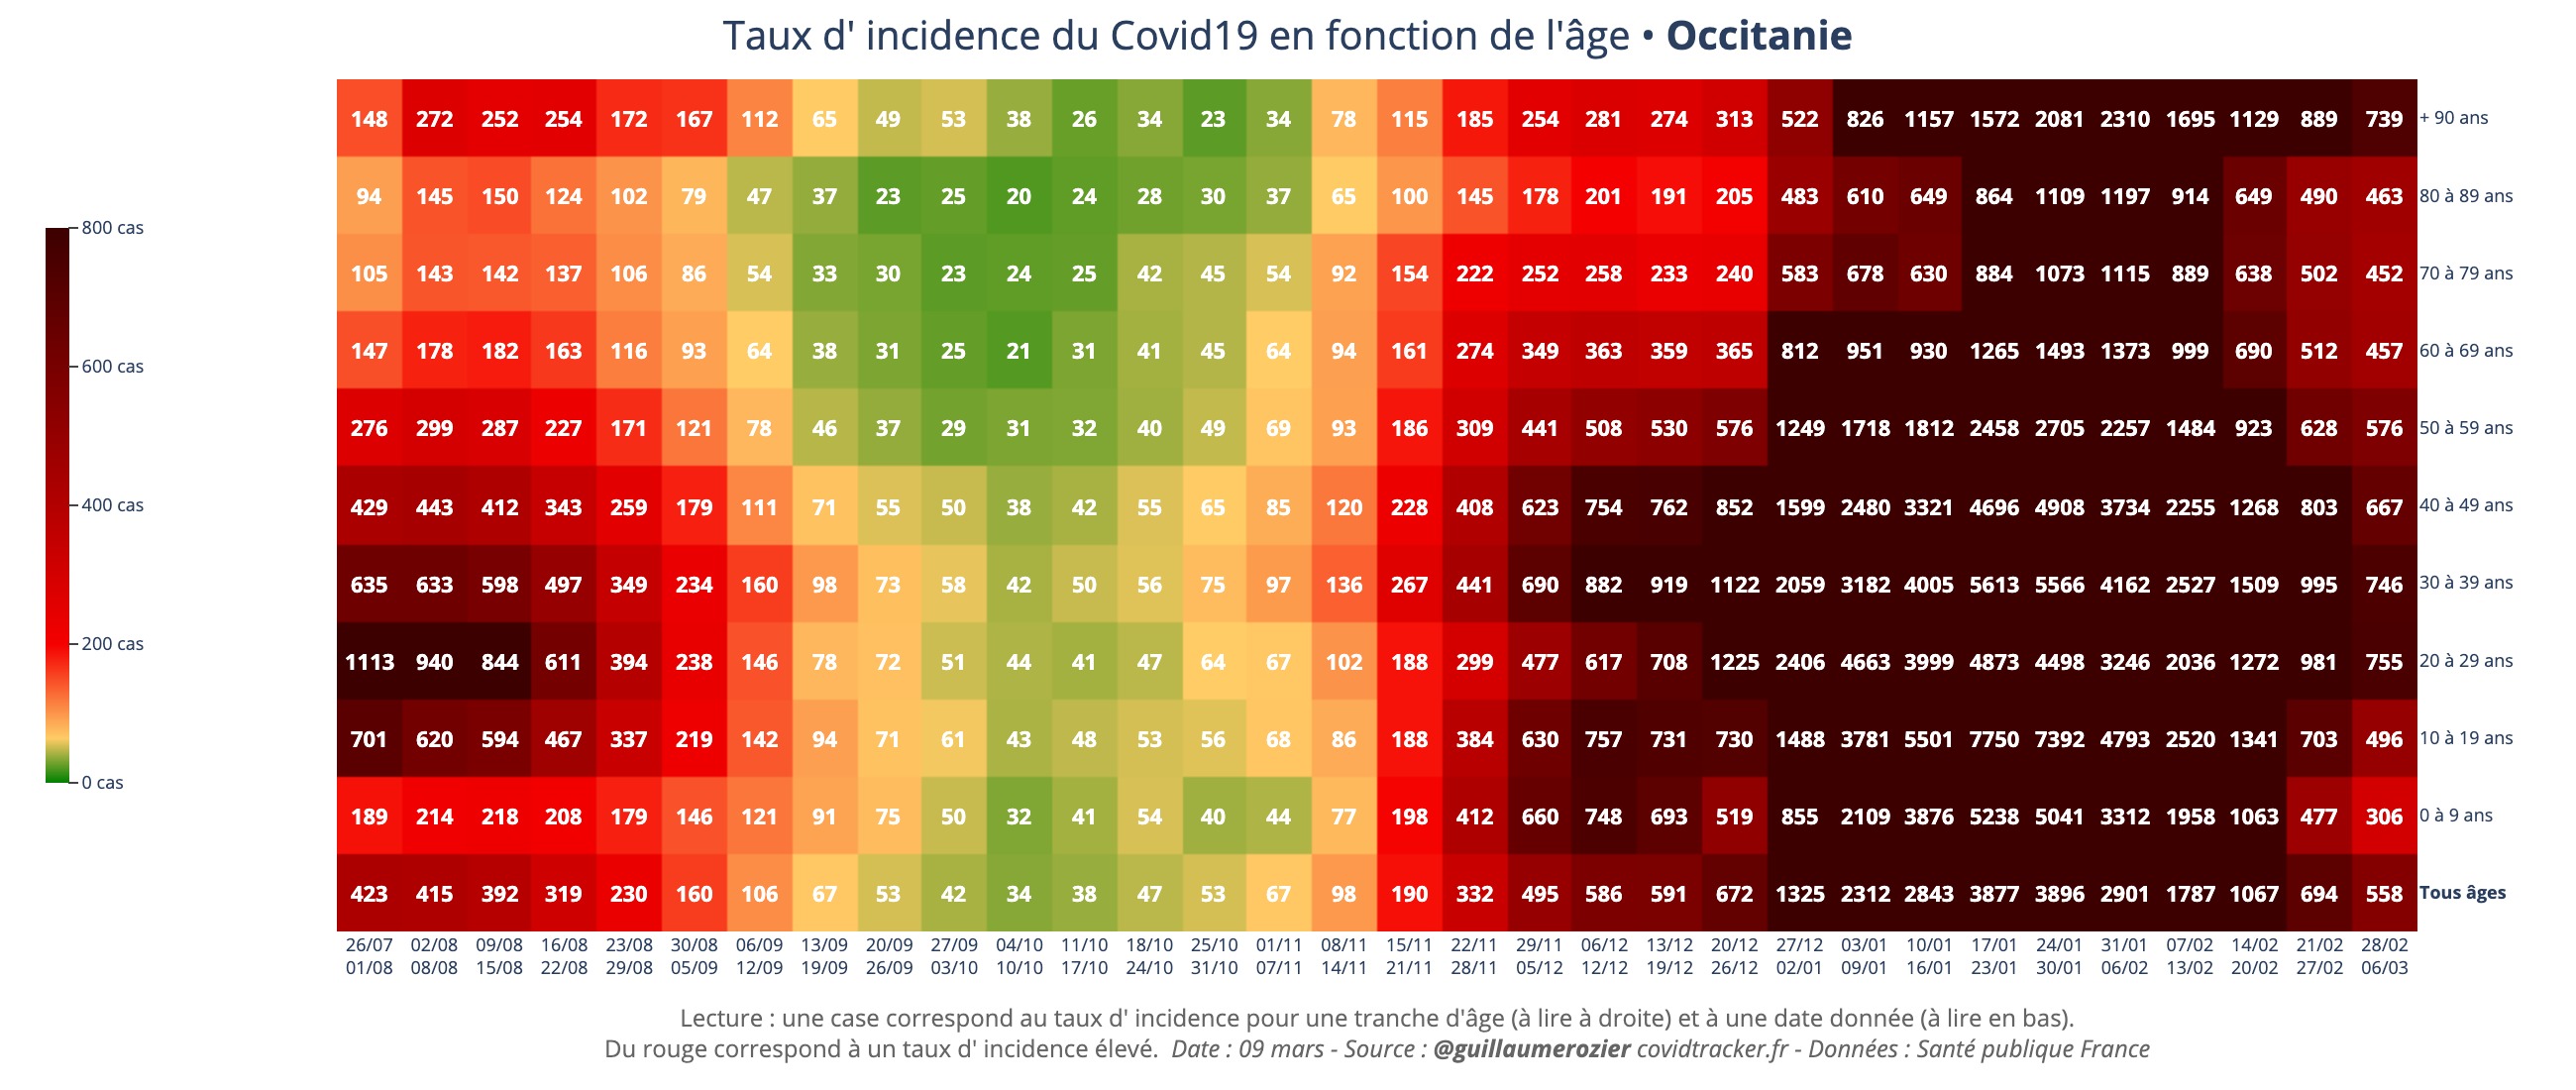 Taux d' incidence du Covid19 en fonction de l'âge • Occitanie
800 cas
600 cas
400 cas
200 cas
0 cas
148 272 252 254 172 167 112 65 49 53 38 26 34 23 34 78 115 185 254 281 274 313 522 826 1157 1572 2081 2310 1695 1129 889 739 + 90 ans
94 145 150 124 102 79 47 37 23 25 20 24 28 30 37 65 100 145 178 201 191 205 483 610 649 864 1109 1197 914 649 490 463 80 à 89 ans
105 143 142 137 106 86 54 33 30 23 24 25 42 45 54 92 154 222 252 258 233 240 583 678 630 884 1073 1115 889 638 502 452 70 à 79 ans
147 178 182 163 116 93 64 38 31 25 21 31 41 45 64 94 161 274 349 363 359 365 812 951 930 1265 1493 1373 999 690 512 457 60 à 69 ans
276 299 287 227 171 121 78 46 37 29 31 32 40 49 69 93 186 309 441 508 530 576 1249 1718 1812 2458 2705 2257 1484 923 628 576 50 à 59 ans
429 443 412 343 259 179 111 71 55 50 38 42 55 65 85 120 228 408 623 754 762 852 1599 2480 3321 4696 4908 3734 2255 1268 803 667 40 à 49 ans
635 633 598 497 349 234 160 98 73 58 42 50 56 75 97 136 267 441 690 882 919 1122 2059 3182 4005 5613 5566 4162 2527 1509 995 746 30 à 39 ans
1113 940 844 611 394 238 146 78 72 51 44 41 47 64 67 102 188 299 477 617 708 1225 2406 4663 3999 4873 4498 3246 2036 1272 981 755 20 à 29 ans
701 620 594 467 337 219 142 94 71 61 43 48 53 56 68 86 188 384 630 757 731 730 1488 3781 5501 7750 7392 4793 2520 1341 703 496 10 à 19 ans
189 214 218 208 179 146 121 91 75 50 32 41 54 40 44 77 198 412 660 748 693 519 855 2109 3876 5238 5041 3312 1958 1063 477 306 0 à 9 ans
423 415 392 319 230 160 106 67 53 42 34 38 47 53 67 98 190 332 495 586 591 672 1325 2312 2843 3877 3896 2901 1787 1067 694 558 Tous âges
26/07 02/08 09/08 16/08 23/08 30/08 06/09 13/09 20/09 27/09 04/10 11/10 18/10 25/10 01/11 08/11 15/11 22/11 29/11 06/12 13/12 20/12 27/12 03/01 10/01 17/01 24/01 31/01 07/02 14/02 21/02 28/02
01/08 08/08 15/08 22/08 29/08 05/09 12/09 19/09 26/09 03/10 10/10 17/10 24/10 31/10 07/11 14/11 21/11 28/11 05/12 12/12 19/12 26/12 02/01 09/01 16/01 23/01 30/01 06/02 13/02 20/02 27/02 06/03
Lecture : une case correspond au taux d' incidence pour une tranche d'âge (à lire à droite) et à une date donnée (à lire en bas).
Du rouge correspond à un taux d' incidence élevé. Date : 09 mars - Source : @guillaumerozier covidtracker.fr - Données : Santé publique France